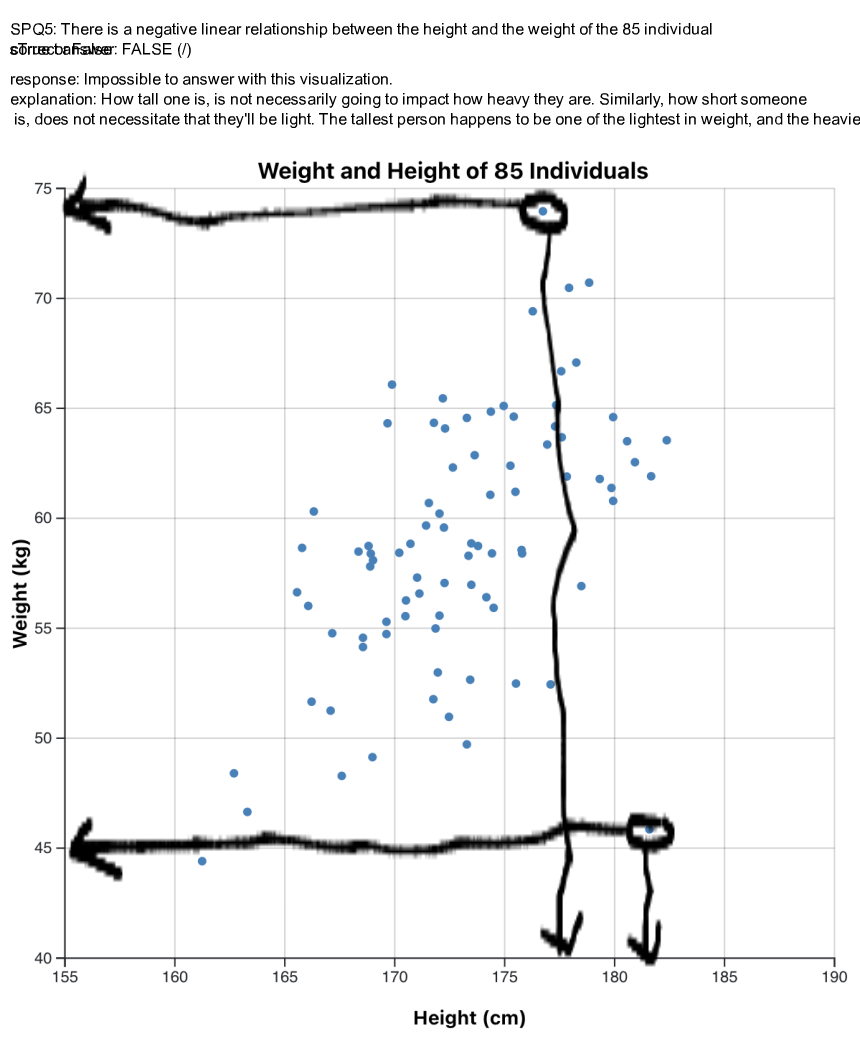 SPQ5: There is a negative linear relationship between the height and the weight of the 85 individual
FALSE (/)
response: Impossible to answer with this visualization.
explanation: How tall one is, is not necessarily going to impact how heavy they are. Similarly, how short someone
is, does not necessitate that they'll be light. The tallest person happens to be one of the lightest in weight, and the heavie
Weight and Height of 85 Individuals
75
70
65
60
55
50
45
40
Weight (kg)
155 160 165 170 175 180 185 190
Height (cm)